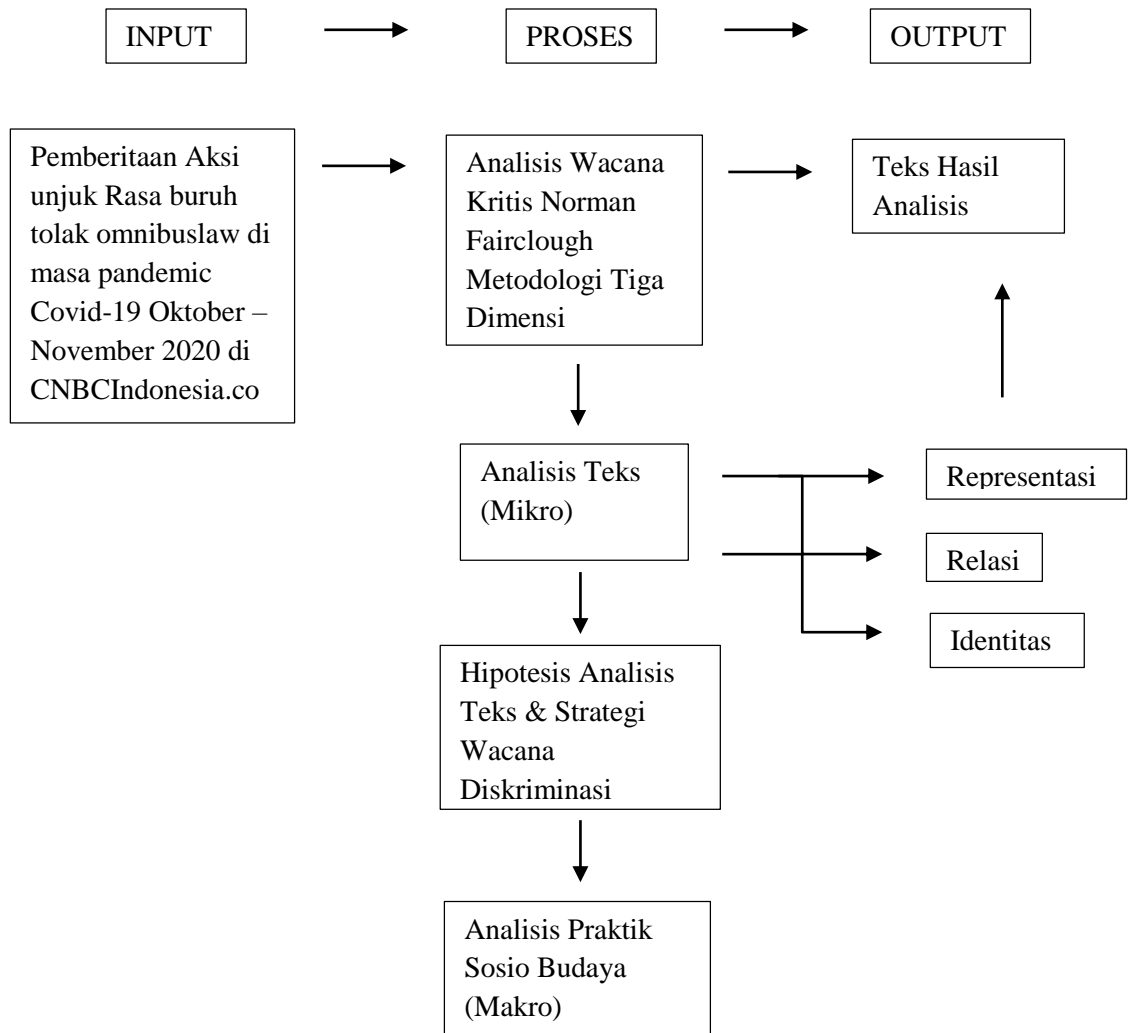 INPUT
PROSES
OUTPUT
Pemberitaan Aksi
unjuk Rasa buruh
tolak omnibuslaw di
masa pandemic
Covid-19 Oktober –
November 2020 di
CNBCIndonesia.co
Analisis Wacana
Kritis Norman
Fairclough
Metodologi Tiga
Dimensi
Teks Hasil
Analisis
Analisis Teks
(Mikro)
Representasi
Relasi
Identitas
Hipotesis Analisis
Teks & Strategi
Wacana
Diskriminasi
Analisis Praktik
Sosio Budaya
(Makro)